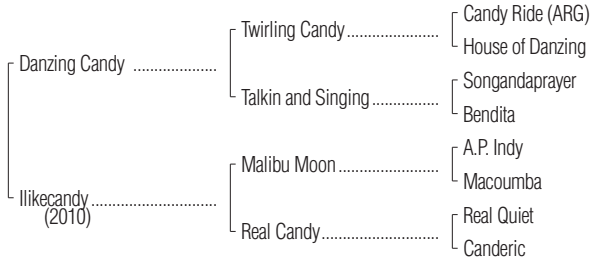 Candy Ride (ARG)
Twirling Candy....................
House of Danzing
Danzing Candy ..................
Songandaprayer
Talkin and Singing..............
Bendita
A.P. Indy
Malibu Moon.....................
Macoumba
Ilikecandy...........................
(2010)
Real Quiet
Real Candy.........................
Canderic